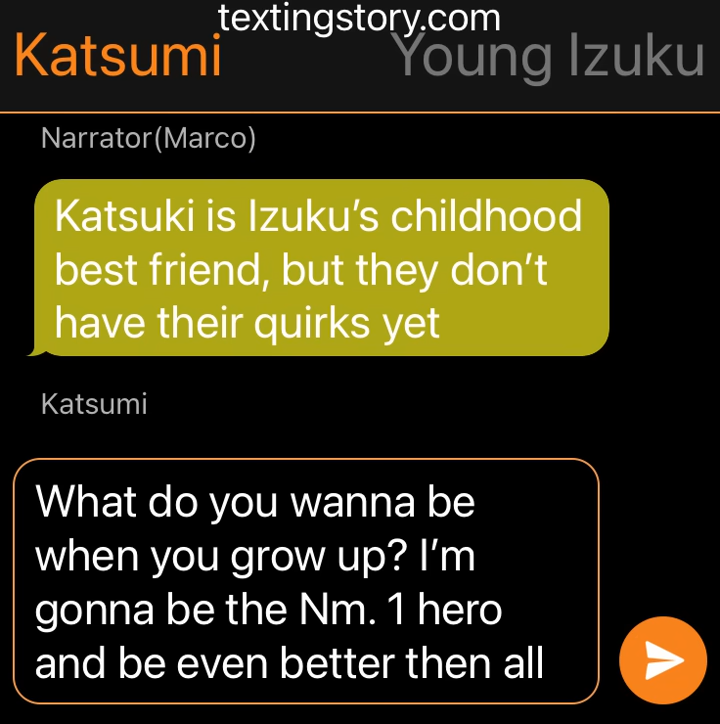 textingstory.com
Katsumi Young Izuku
Narrator(Marco)
Katsuki is Izuku’s childhood
best friend, but they don’t
have their quirks yet
Katsumi
What do you wanna be
when you grow up? I’m
gonna be the Nm. 1 hero
and be even better then all